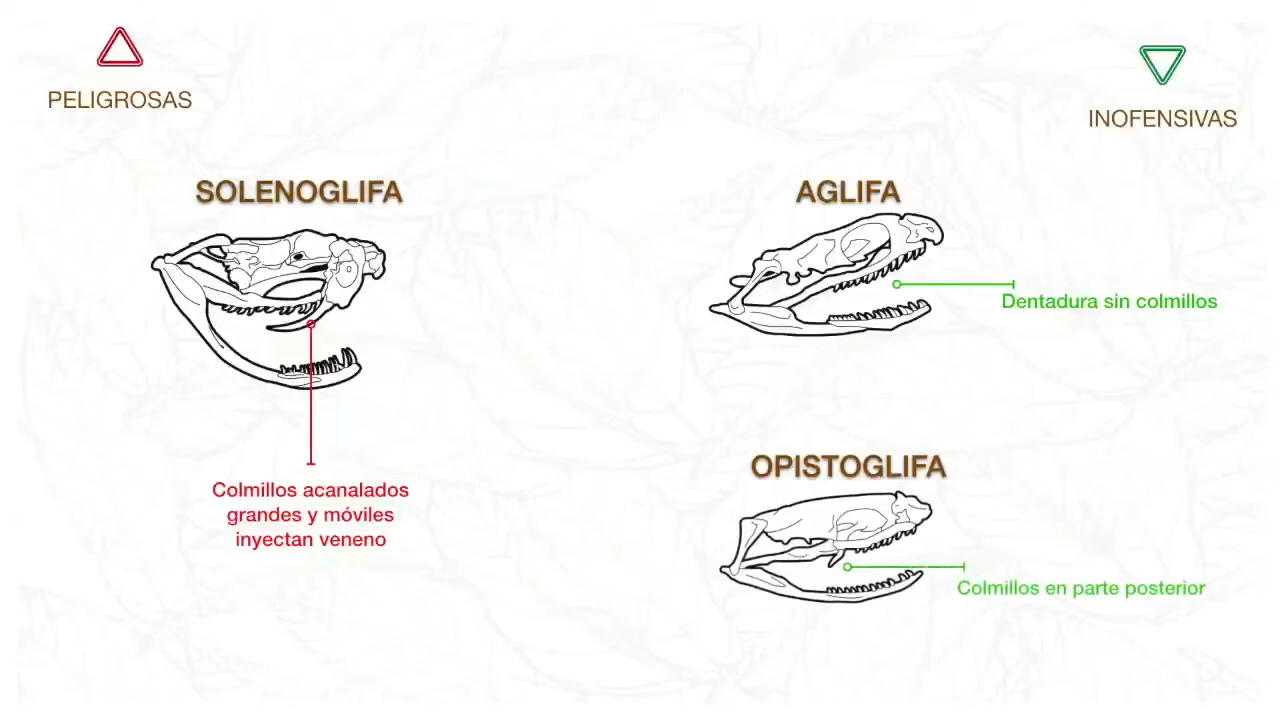 PELIGROSAS
INOFENSIVAS
SOLENOGLIFA
Colmillos acanalados
grandes y móviles
inyectan veneno
AGLIFA
Dentadura sin colmillos
OPISTOGLIFA
Colmillos en parte posterior